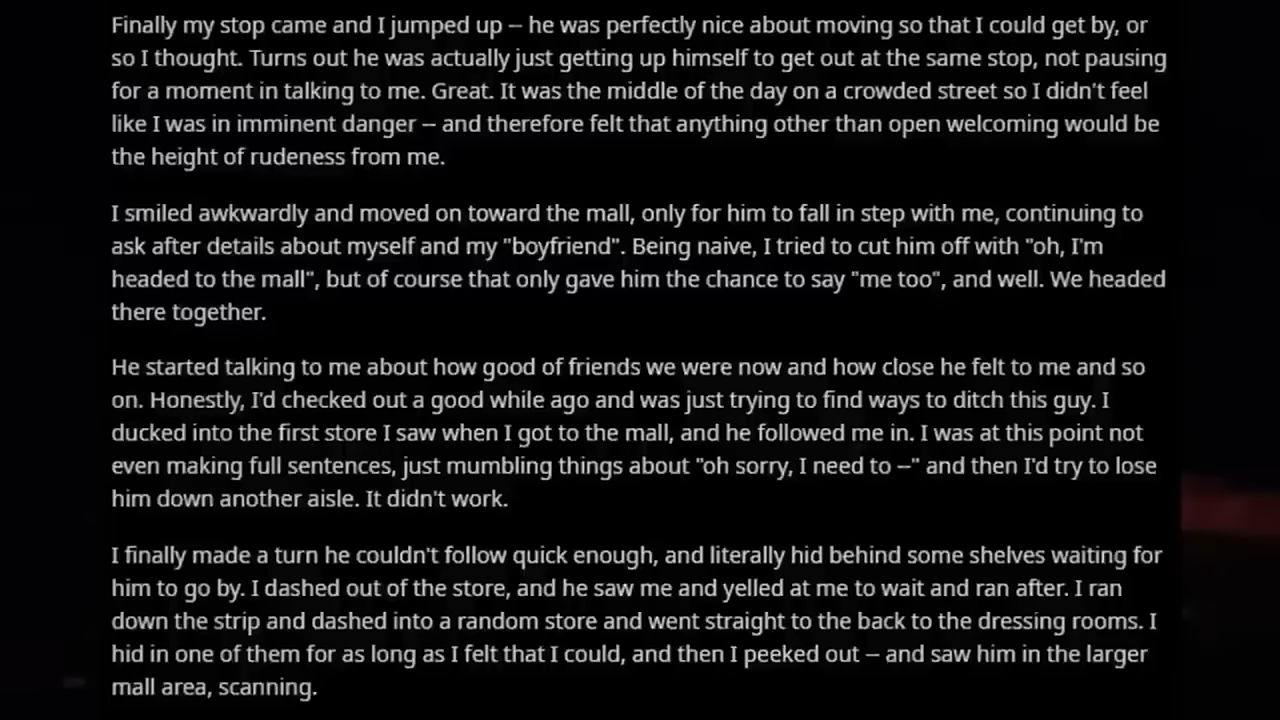 Finally my stop came and I jumped up – he was perfectly nice about moving so that I could get by, or
so I thought. Turns out he was actually just getting up himself to get out at the same stop, not pausing
for a moment in talking to me. Great. It was the middle of the day on a crowded street so I didn't feel
like I was in imminent danger – and therefore felt that anything other than open welcoming would be
the height of rudeness from me.
I smiled awkwardly and moved on toward the mall, only for him to fall in step with me, continuing to
ask after details about myself and my "boyfriend". Being naive, I tried to cut him off with "oh, I'm
headed to the mall", but of course that only gave him the chance to say "me too", and well. We headed
there together.
He started talking to me about how good of friends we were now and how close he felt to me and so
on. Honestly, I'd checked out a good while ago and was just trying to find ways to ditch this guy. I
ducked into the first store I saw when I got to the mall, and he followed me in. I was at this point not
even making full sentences, just mumbling things about "oh sorry, I need to –" and then I'd try to lose
him down another aisle. It didn't work.
I finally made a turn he couldn't follow quick enough, and literally hid behind some shelves waiting for
him to go by. I dashed out of the store, and he saw me and yelled at me to wait and ran after. I ran
down the strip and dashed into a random store and went straight to the back to the dressing rooms. I
hid in one of them for as long as I felt that I could, and then I peeked out – and saw him in the larger
mall area, scanning.